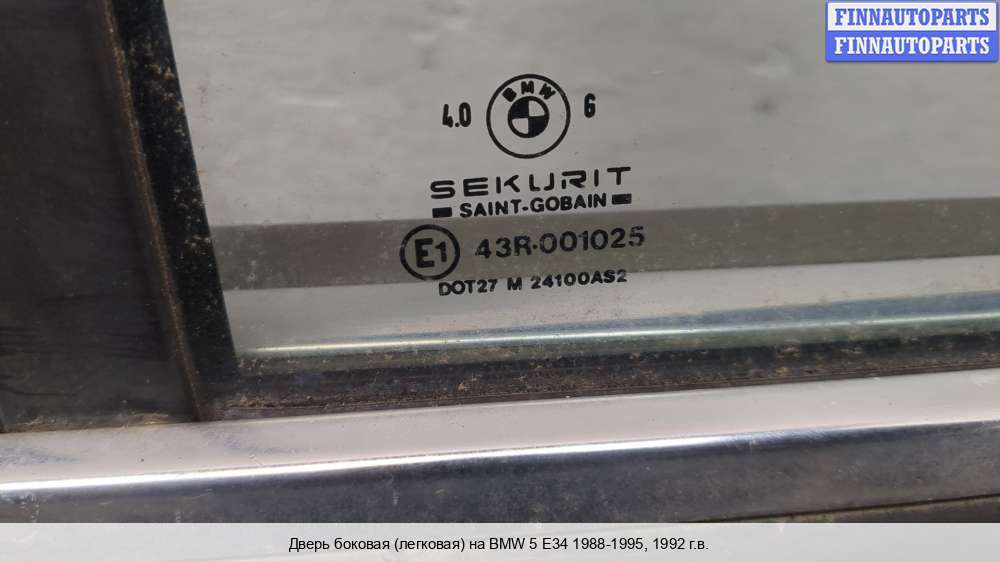 FINNAUTOPARTS
FINNAUTOPARTS
4.0 BMW G
SEKURIT
SAINT-GOBAIN
E1 43R-001025
DOT27 M 24100AS2
Дверь боковая (легковая) на BMW 5 E34 1988-1995, 1992 г.в.